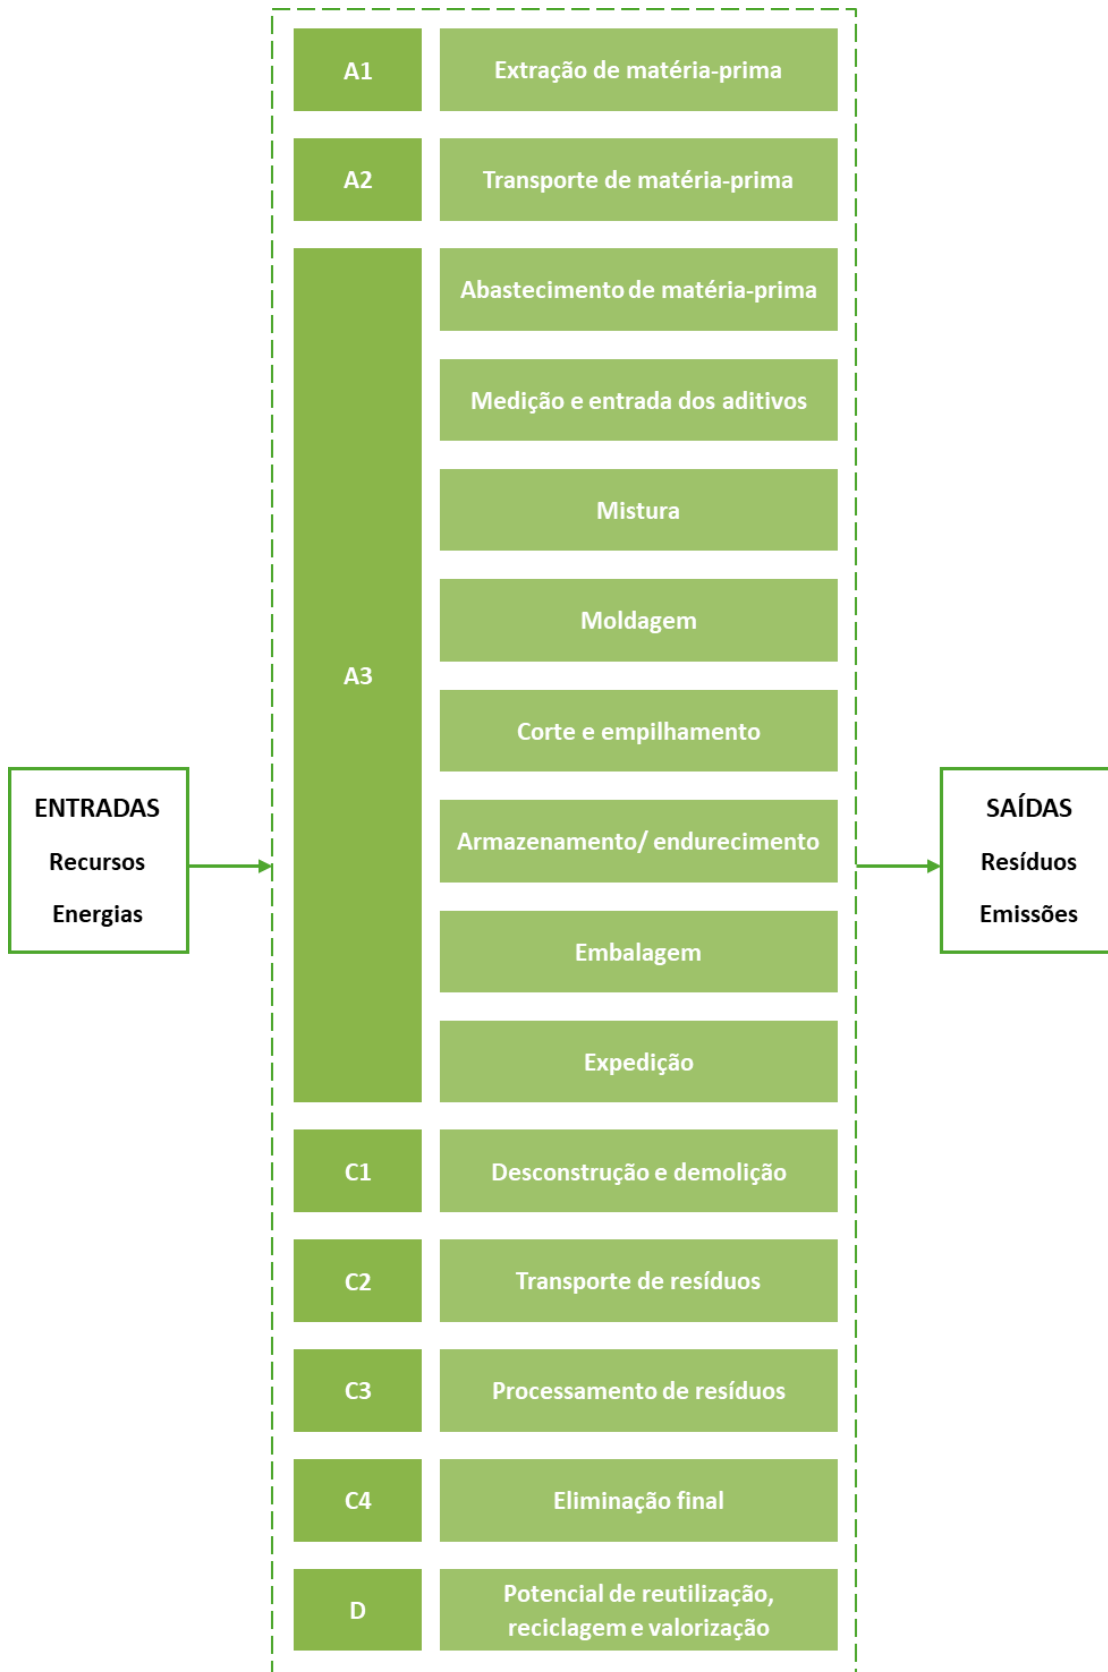 A1
Extração de matéria-prima
A2
Transporte de matéria-prima
A3
Abastecimento de matéria-prima
Medição e entrada dos aditivos
Mistura
Moldagem
Corte e empilhamento
Armazenamento/ endurecimento
Embalagem
Expedição
ENTRADAS
Recursos
Energias
SAÍDAS
Resíduos
Emissões
C1
Desconstrução e demolição
C2
Transporte de resíduos
C3
Processamento de resíduos
C4
Eliminação final
D
Potencial de reutilização,
reciclagem e valorização